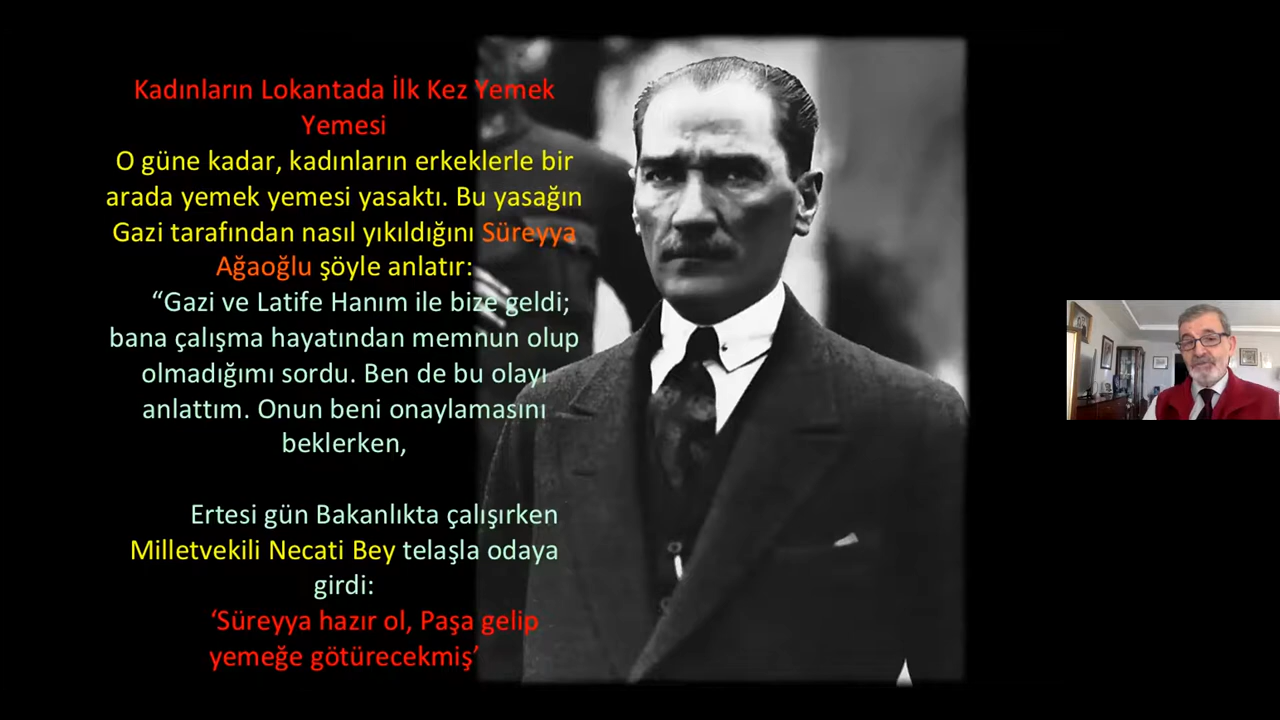 Kadınların Lokantada İlk Kez Yemek
Yemesi
O güne kadar, kadınların erkeklerle bir
arada yemek yemesi yasaktı. Bu yasağın
Gazi tarafından nasıl yıkıldığını Süreyya
Ağaoğlu şöyle anlatır:
“Gazi ve Latife Hanım ile bize geldi;
bana çalışma hayatından memnun olup
olmadığımı sordu. Ben de bu olayı
anlattım. Onun beni onaylamasını
beklerken,
Ertesi gün Bakanlıkta çalışırken
Milletvekili Necati Bey telaşla odaya
girdi:
‘Süreyya hazır ol, Paşa gelip
yemeğe götürecekmiş’